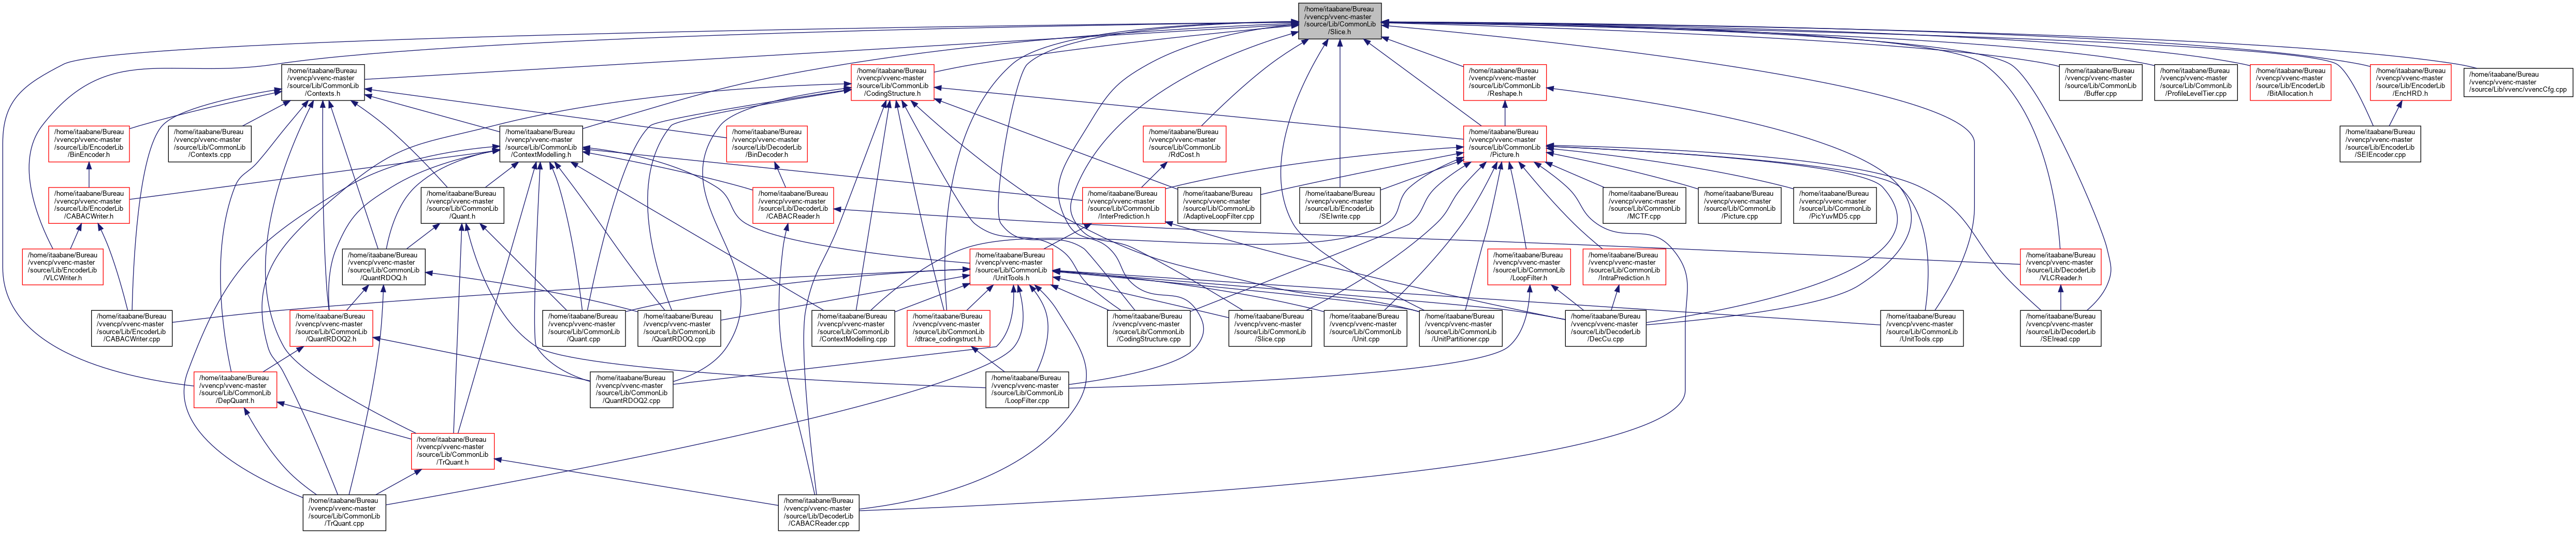 /home/itaabane/Bureau
/vvencp/vvenc-master
/source/Lib/CommonLib
/Slice.h
/home/itaabane/Bureau
/vvencp/vvenc-master
/source/Lib/CommonLib
/Contexts.h
/home/itaabane/Bureau
/vvencp/vvenc-master
/source/Lib/CommonLib
/CodingStructure.h
/home/itaabane/Bureau
/vvencp/vvenc-master
/source/Lib/CommonLib
/Reshape.h
/home/itaabane/Bureau
/vvencp/vvenc-master
/source/Lib/CommonLib
/Buffer.cpp
/home/itaabane/Bureau
/vvencp/vvenc-master
/source/Lib/CommonLib
/ProfileLevelTier.cpp
/home/itaabane/Bureau
/vvencp/vvenc-master
/source/Lib/EncoderLib
/BitAllocation.h
/home/itaabane/Bureau
/vvencp/vvenc-master
/source/Lib/EncoderLib
/EncHRD.h
/home/itaabane/Bureau
/vvencp/vvenc-master
/source/Lib/vvenc/vvencCfg.cpp
/home/itaabane/Bureau
/vvencp/vvenc-master
/source/Lib/EncoderLib
/BinEncoder.h
/home/itaabane/Bureau
/vvencp/vvenc-master
/source/Lib/CommonLib
/Contexts.cpp
/home/itaabane/Bureau
/vvencp/vvenc-master
/source/Lib/CommonLib
/ContextModelling.h
/home/itaabane/Bureau
/vvencp/vvenc-master
/source/Lib/DecoderLib
/BinDecoder.h
/home/itaabane/Bureau
/vvencp/vvenc-master
/source/Lib/CommonLib
/RdCost.h
/home/itaabane/Bureau
/vvencp/vvenc-master
/source/Lib/CommonLib
/Picture.h
/home/itaabane/Bureau
/vvencp/vvenc-master
/source/Lib/EncoderLib
/SEIEncoder.cpp
/home/itaabane/Bureau
/vvencp/vvenc-master
/source/Lib/EncoderLib
/CABACWriter.h
/home/itaabane/Bureau
/vvencp/vvenc-master
/source/Lib/CommonLib
/Quant.h
/home/itaabane/Bureau
/vvencp/vvenc-master
/source/Lib/DecoderLib
/CABACReader.h
/home/itaabane/Bureau
/vvencp/vvenc-master
/source/Lib/CommonLib
/InterPrediction.h
/home/itaabane/Bureau
/vvencp/vvenc-master
/source/Lib/CommonLib
/AdaptiveLoopFilter.cpp
/home/itaabane/Bureau
/vvencp/vvenc-master
/source/Lib/EncoderLib
/SEIwrite.cpp
/home/itaabane/Bureau
/vvencp/vvenc-master
/source/Lib/CommonLib
/MCTF.cpp
/home/itaabane/Bureau
/vvencp/vvenc-master
/source/Lib/CommonLib
/Picture.cpp
/home/itaabane/Bureau
/vvencp/vvenc-master
/source/Lib/CommonLib
/PicYuvMD5.cpp
/home/itaabane/Bureau
/vvencp/vvenc-master
/source/Lib/EncoderLib
/VLCWriter.h
/home/itaabane/Bureau
/vvencp/vvenc-master
/source/Lib/CommonLib
/QuantRDOQ.h
/home/itaabane/Bureau
/vvencp/vvenc-master
/source/Lib/CommonLib
/UnitTools.h
/home/itaabane/Bureau
/vvencp/vvenc-master
/source/Lib/CommonLib
/LoopFilter.h
/home/itaabane/Bureau
/vvencp/vvenc-master
/source/Lib/CommonLib
/IntraPrediction.h
/home/itaabane/Bureau
/vvencp/vvenc-master
/source/Lib/DecoderLib
/VLCReader.h
/home/itaabane/Bureau
/vvencp/vvenc-master
/source/Lib/EncoderLib
/CABACWriter.cpp
/home/itaabane/Bureau
/vvencp/vvenc-master
/source/Lib/CommonLib
/QuantRDOQ2.h
/home/itaabane/Bureau
/vvencp/vvenc-master
/source/Lib/CommonLib
/Quant.cpp
/home/itaabane/Bureau
/vvencp/vvenc-master
/source/Lib/CommonLib
/QuantRDOQ.cpp
/home/itaabane/Bureau
/vvencp/vvenc-master
/source/Lib/CommonLib
/ContextModelling.cpp
/home/itaabane/Bureau
/vvencp/vvenc-master
/source/Lib/CommonLib
/dtrace_codingstruct.h
/home/itaabane/Bureau
/vvencp/vvenc-master
/source/Lib/CommonLib
/CodingStructure.cpp
/home/itaabane/Bureau
/vvencp/vvenc-master
/source/Lib/CommonLib
/Slice.cpp
/home/itaabane/Bureau
/vvencp/vvenc-master
/source/Lib/CommonLib
/Unit.cpp
/home/itaabane/Bureau
/vvencp/vvenc-master
/source/Lib/CommonLib
/UnitPartitioner.cpp
/home/itaabane/Bureau
/vvencp/vvenc-master
/source/Lib/DecoderLib
/DecCu.cpp
/home/itaabane/Bureau
/vvencp/vvenc-master
/source/Lib/CommonLib
/UnitTools.cpp
/home/itaabane/Bureau
/vvencp/vvenc-master
/source/Lib/DecoderLib
/SEIread.cpp
/home/itaabane/Bureau
/vvencp/vvenc-master
/source/Lib/CommonLib
/DepQuant.h
/home/itaabane/Bureau
/vvencp/vvenc-master
/source/Lib/CommonLib
/QuantRDOQ2.cpp
/home/itaabane/Bureau
/vvencp/vvenc-master
/source/Lib/CommonLib
/LoopFilter.cpp
/home/itaabane/Bureau
/vvencp/vvenc-master
/source/Lib/CommonLib
/TrQuant.h
/home/itaabane/Bureau
/vvencp/vvenc-master
/source/Lib/CommonLib
/TrQuant.cpp
/home/itaabane/Bureau
/vvencp/vvenc-master
/source/Lib/DecoderLib
/CABACReader.cpp